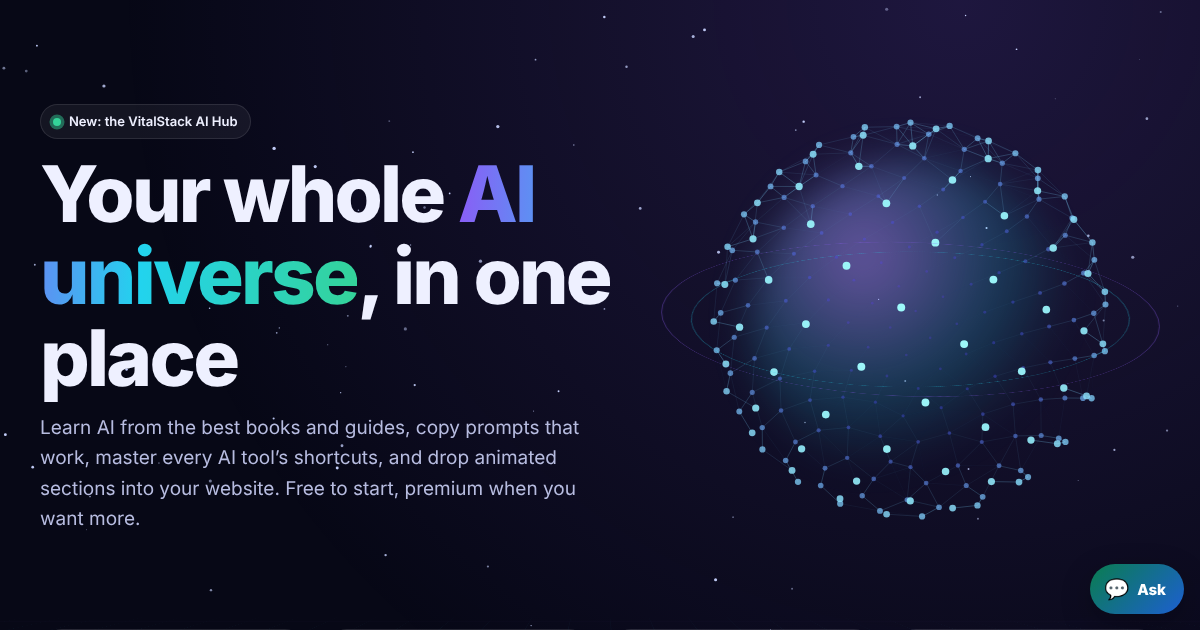 New: the VitalStack AI Hub
Your whole AI
universe, in one
place
Learn AI from the best books and guides, copy prompts that
work, master every AI tool’s shortcuts, and drop animated
sections into your website. Free to start, premium when you
want more.
Ask